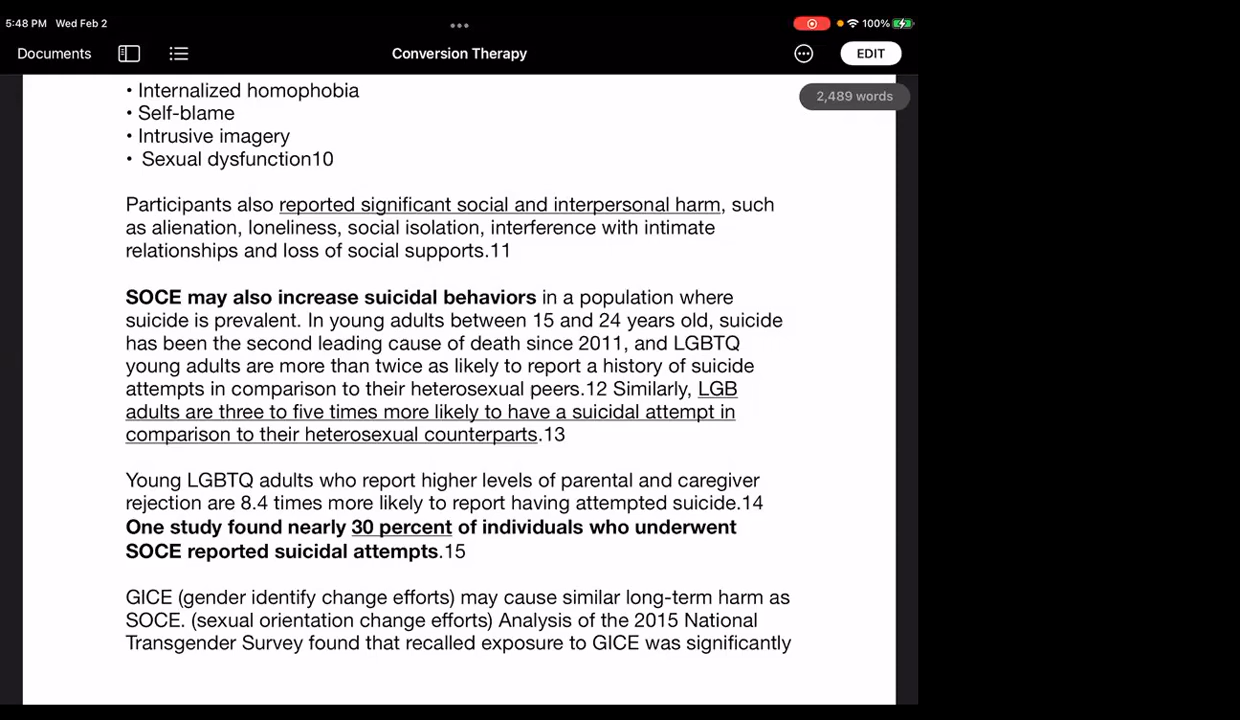 5:48 PM Wed Feb 2
100%
Documents
Conversion Therapy
EDIT
2,489 words
• Internalized homophobia
• Self-blame
• Intrusive imagery
• Sexual dysfunction10
Participants also reported significant social and interpersonal harm, such
as alienation, loneliness, social isolation, interference with intimate
relationships and loss of social supports.11
SOCE may also increase suicidal behaviors in a population where
suicide is prevalent. In young adults between 15 and 24 years old, suicide
has been the second leading cause of death since 2011, and LGBTQ
young adults are more than twice as likely to report a history of suicide
attempts in comparison to their heterosexual peers.12 Similarly, LGB
adults are three to five times more likely to have a suicidal attempt in
comparison to their heterosexual counterparts.13
Young LGBTQ adults who report higher levels of parental and caregiver
rejection are 8.4 times more likely to report having attempted suicide.14
One study found nearly 30 percent of individuals who underwent
SOCE reported suicidal attempts.15
GICE (gender identify change efforts) may cause similar long-term harm as
SOCE. (sexual orientation change efforts) Analysis of the 2015 National
Transgender Survey found that recalled exposure to GICE was significantly